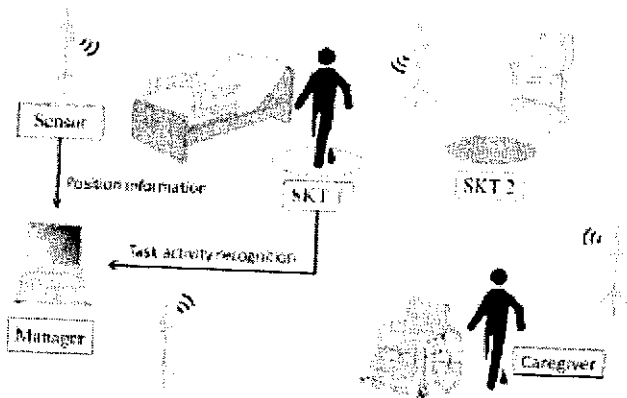 Sensor
Position information
SKT 1
SKT 2
Task activity recognition
Manager
Caregiver